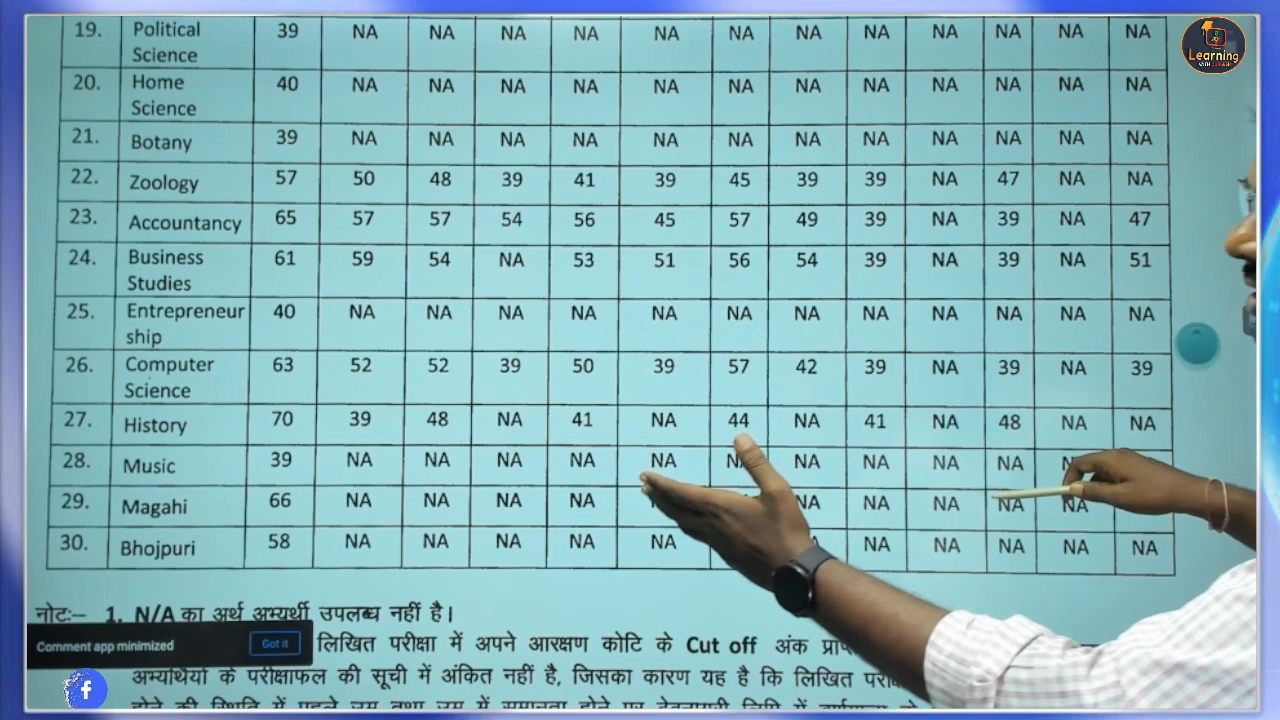 19. Political Science 39 NA NA NA NA NA NA NA NA NA NA NA NA
20. Home Science 40 NA NA NA NA NA NA NA NA NA NA NA NA
21. Botany 39 NA NA NA NA NA NA NA NA NA NA NA NA
22. Zoology 57 50 48 39 41 39 45 39 39 NA 47 NA NA
23. Accountancy 65 57 57 54 56 45 57 49 39 NA 39 NA 47
24. Business Studies 61 59 54 NA 53 51 56 54 39 NA 39 NA 51
25. Entrepreneur ship 40 NA NA NA NA NA NA NA NA NA NA NA NA
26. Computer Science 63 52 52 39 50 39 57 42 39 NA 39 NA 39
27. History 70 39 48 NA 41 NA 44 NA 41 NA 48 NA NA
28. Music 39 NA NA NA NA NA NA NA NA NA
29. Magahi 66 NA NA NA NA NA NA NA NA NA
30. Bhojpuri 58 NA NA NA NA NA NA NA NA NA NA
नोटः— 1. N/A का अर्थ अभ्यर्थी उपलब्ध नहीं है।
लिखित परीक्षा में अपने आरक्षण कोटि के Cut off अंक
अभ्यर्थियों के परीक्षाफल की सूची में अंकित नहीं है, जिसका कारण यह है कि लिखित
Comment app minimized Got it
Learning
f